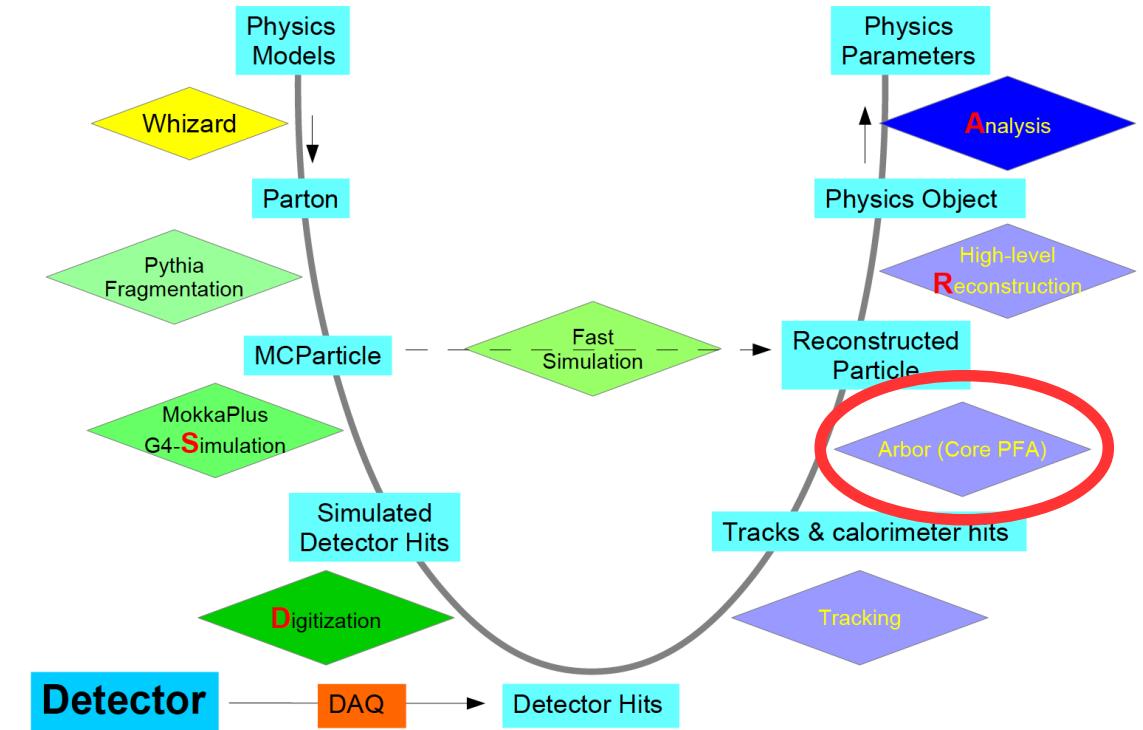 Physics
Models
Physics
Parameters
Whizard
Analysis
Parton
Physics Object
Pythia
Fragmentation
High-level
Reconstruction
MCParticle
Fast
Simulation
Reconstructed
Particle
MokkaPlus
G4-Simulation
Arbor (Core PFA)
Simulated
Detector Hits
Tracks & calorimeter hits
Digitization
Tracking
Detector
DAQ
Detector Hits